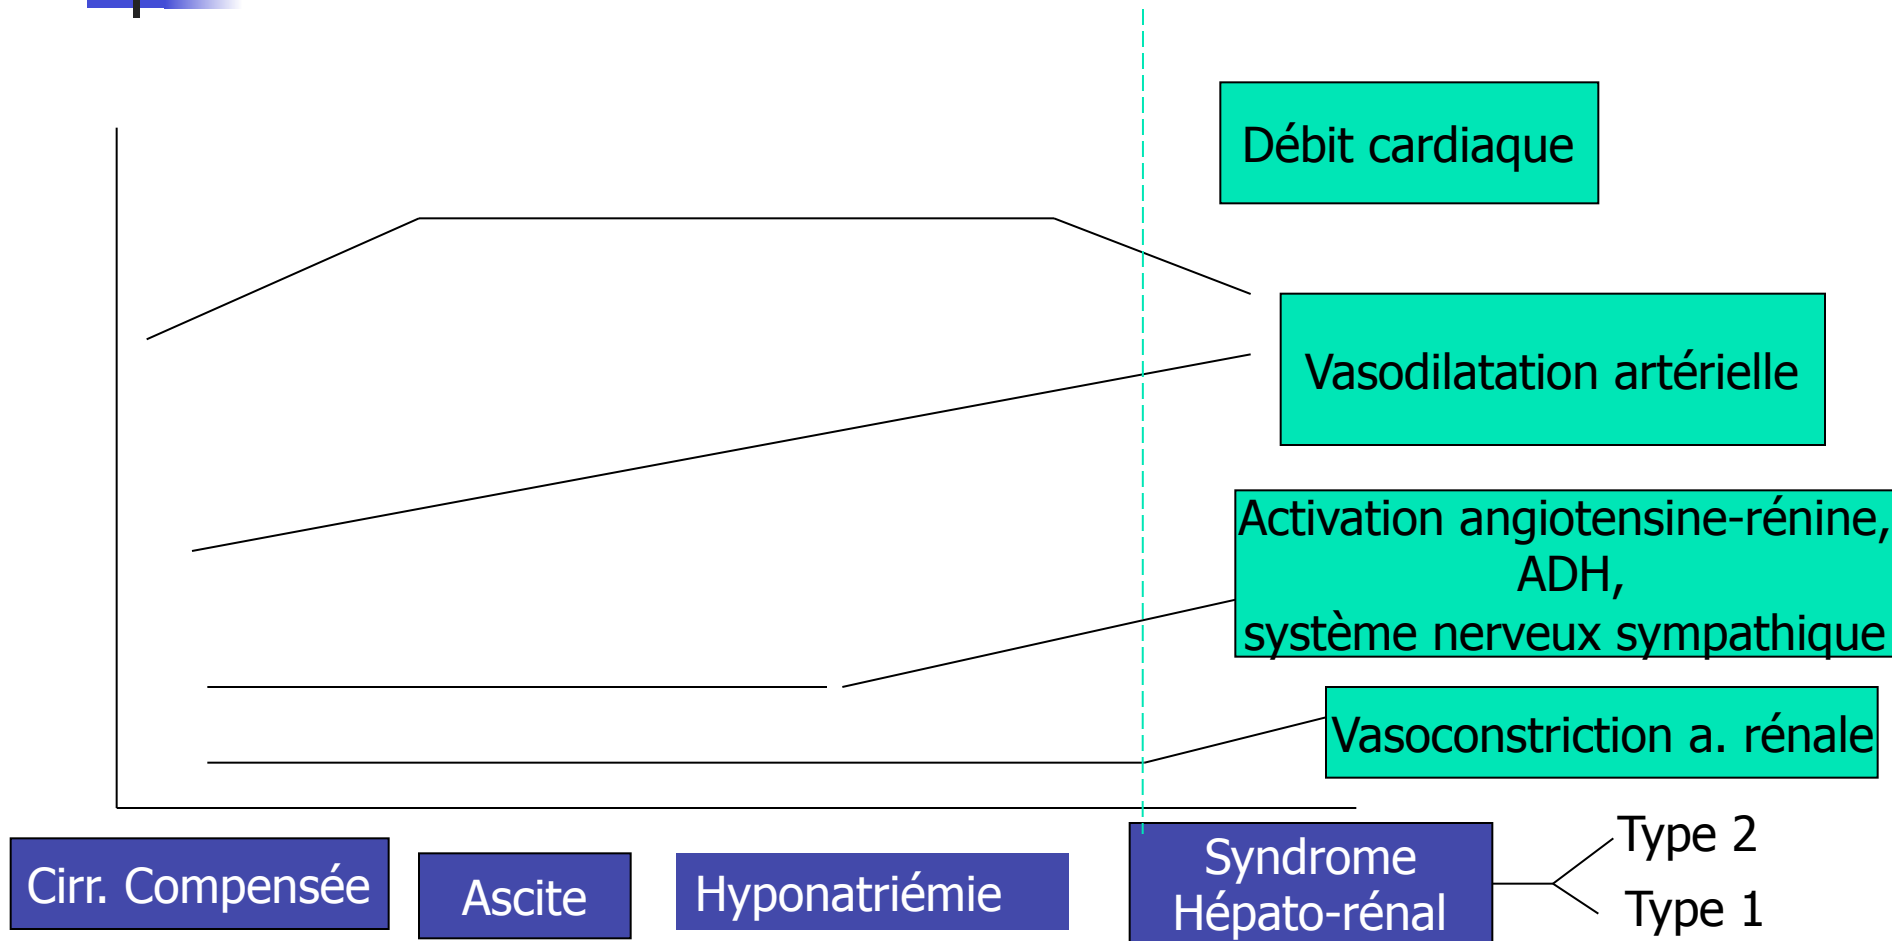 Débit cardiaque
Vasodilatation artérielle
Activation angiotensine-rénine,
ADH,
système nerveux sympathique
Vasoconstriction a. rénale
Cirr. Compensée
Ascite
Hyponatriémie
Syndrome
Hépato-rénal
Type 2
Type 1